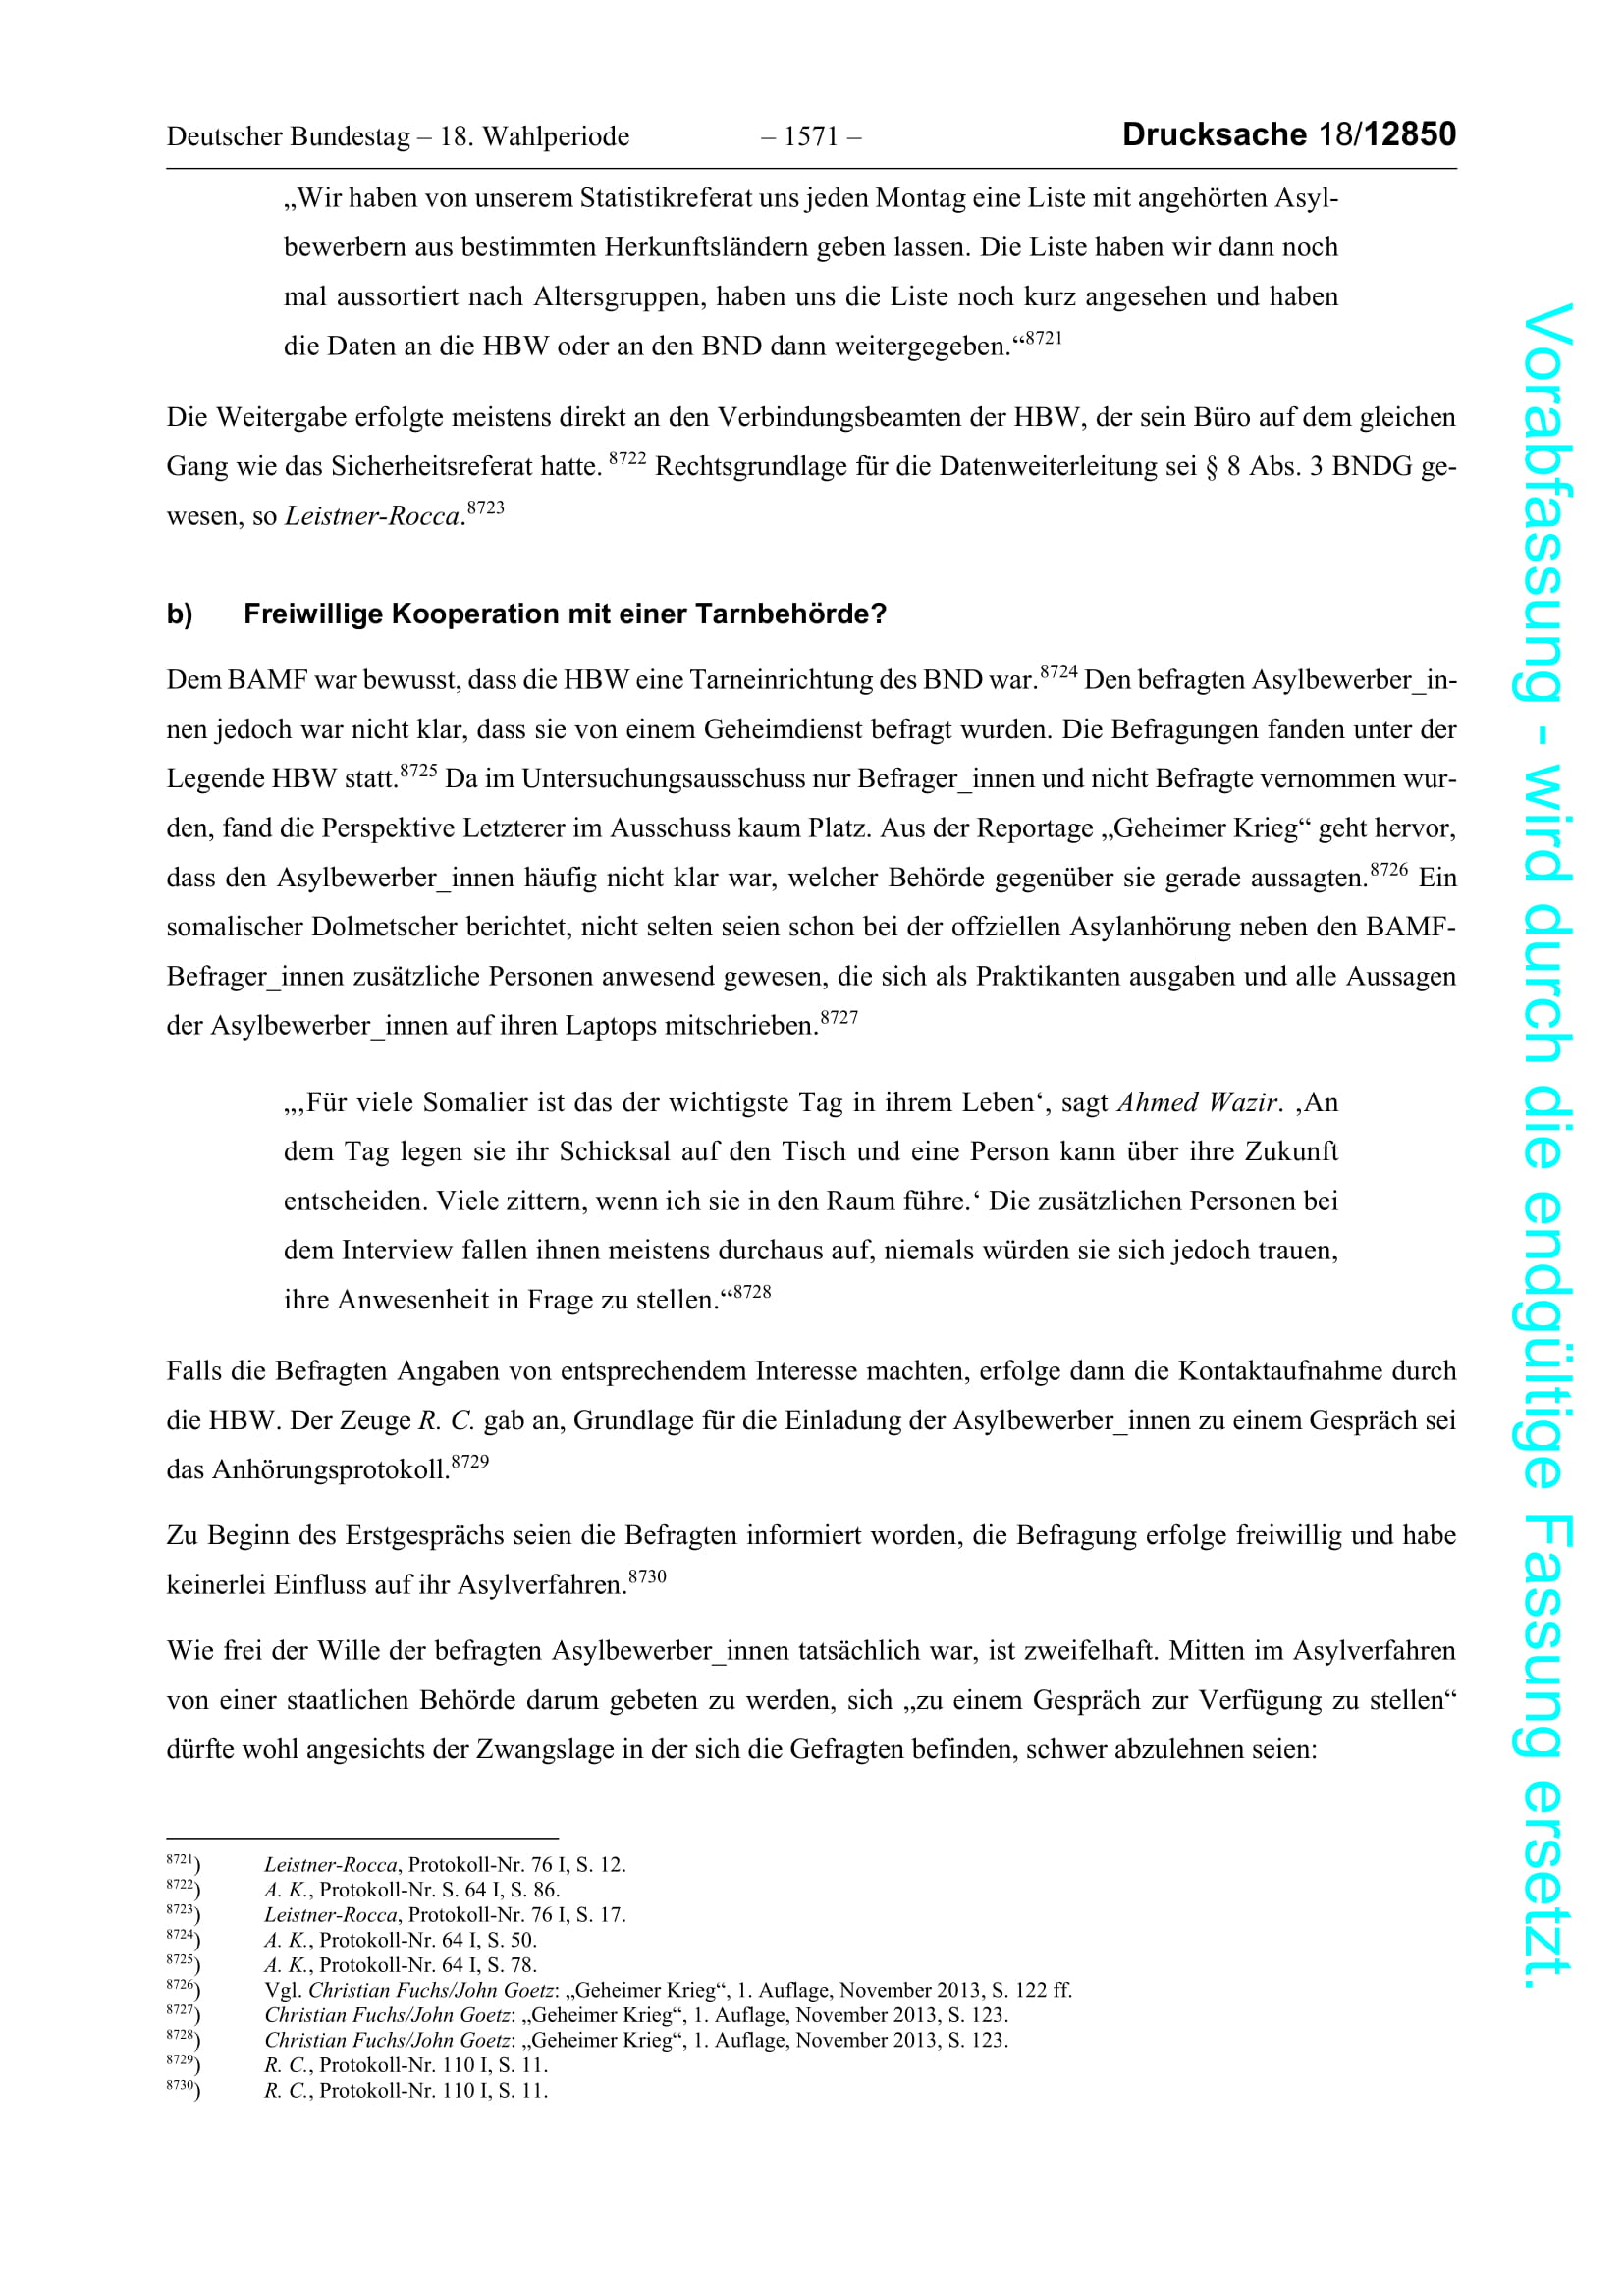 Deutscher Bundestag – 18. Wahlperiode – 1571 – Drucksache 18/12850
„Wir haben von unserem Statistikreferat uns jeden Montag eine Liste mit angehörten Asyl-
bewerbern aus bestimmten Herkunftsländern geben lassen. Die Liste haben wir dann noch
mal aussortiert nach Altersgruppen, haben uns die Liste noch kurz angesehen und haben
die Daten an die HBW oder an den BND dann weitergegeben.“8721
Die Weitergabe erfolgte meistens direkt an den Verbindungsbeamten der HBW, der sein Büro auf dem gleichen
Gang wie das Sicherheitsreferat hatte. 8722 Rechtsgrundlage für die Datenweiterleitung sei § 8 Abs. 3 BNDG ge-
wesen, so Leistner-Rocca.8723
b) Freiwillige Kooperation mit einer Tarnbehörde?
Dem BAMF war bewusst, dass die HBW eine Tarneinrichtung des BND war.8724 Den befragten Asylbewerber_in-
nen jedoch war nicht klar, dass sie von einem Geheimdienst befragt wurden. Die Befragungen fanden unter der
Legende HBW statt.8725 Da im Untersuchungsausschuss nur Befrager_innen und nicht Befragte vernommen wur-
den, fand die Perspektive Letzterer im Ausschuss kaum Platz. Aus der Reportage „Geheimer Krieg“ geht hervor,
dass den Asylbewerber_innen häufig nicht klar war, welcher Behörde gegenüber sie gerade aussagten.8726 Ein
somalischer Dolmetscher berichtet, nicht selten seien schon bei der offziellen Asylanhörung neben den BAMF-
Befrager_innen zusätzliche Personen anwesend gewesen, die sich als Praktikanten ausgaben und alle Aussagen
der Asylbewerber_innen auf ihren Laptops mitschrieben.8727
„‚Für viele Somalier ist das der wichtigste Tag in ihrem Leben‘, sagt Ahmed Wazir. ‚An
dem Tag legen sie ihr Schicksal auf den Tisch und eine Person kann über ihre Zukunft
entscheiden. Viele zittern, wenn ich sie in den Raum führe.‘ Die zusätzlichen Personen bei
dem Interview fallen ihnen meistens durchaus auf, niemals würden sie sich jedoch trauen,
ihre Anwesenheit in Frage zu stellen.“8728
Falls die Befragten Angaben von entsprechendem Interesse machten, erfolge dann die Kontaktaufnahme durch
die HBW. Der Zeuge R. C. gab an, Grundlage für die Einladung der Asylbewerber_innen zu einem Gespräch sei
das Anhörungsprotokoll.8729
Zu Beginn des Erstgesprächs seien die Befragten informiert worden, die Befragung erfolge freiwillig und habe
keinerlei Einfluss auf ihr Asylverfahren.8730
Wie frei der Wille der befragten Asylbewerber_innen tatsächlich war, ist zweifelhaft. Mitten im Asylverfahren
von einer staatlichen Behörde darum gebeten zu werden, sich „zu einem Gespräch zur Verfügung zu stellen“
dürfte wohl angesichts der Zwangslage in der sich die Gefragten befinden, schwer abzulehnen seien:
8721) Leistner-Rocca, Protokoll-Nr. 76 I, S. 12.
8722) A. K., Protokoll-Nr. S. 64 I, S. 86.
8723) Leistner-Rocca, Protokoll-Nr. 76 I, S. 17.
8724) A. K., Protokoll-Nr. 64 I, S. 50.
8725) A. K., Protokoll-Nr. 64 I, S. 78.
8726) Vgl. Christian Fuchs/John Goetz: „Geheimer Krieg“, 1. Auflage, November 2013, S. 122 ff.
8727) Christian Fuchs/John Goetz: „Geheimer Krieg“, 1. Auflage, November 2013, S. 123.
8728) Christian Fuchs/John Goetz: „Geheimer Krieg“, 1. Auflage, November 2013, S. 123.
8729) R. C., Protokoll-Nr. 110 I, S. 11.
8730) R. C., Protokoll-Nr. 110 I, S. 11.
Vorabfassung - wird durch die endgültige Fassung ersetzt.